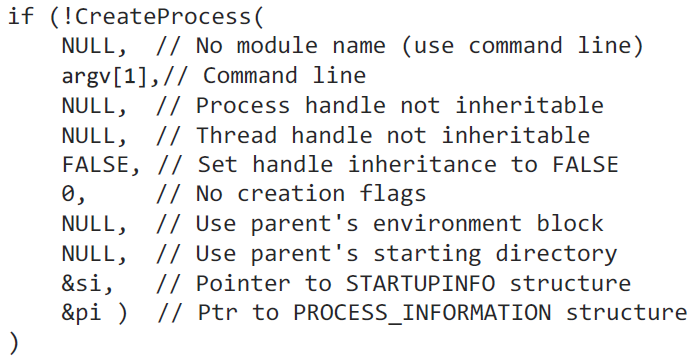 if (!CreateProcess(
    NULL,  // No module name (use command line)
    argv[1],// Command line
    NULL,  // Process handle not inheritable
    NULL,  // Thread handle not inheritable
    FALSE, // Set handle inheritance to FALSE
    0,     // No creation flags
    NULL,  // Use parent's environment block
    NULL,  // Use parent's starting directory
    &si,   // Pointer to STARTUPINFO structure
    &pi )  // Ptr to PROCESS_INFORMATION structure
)